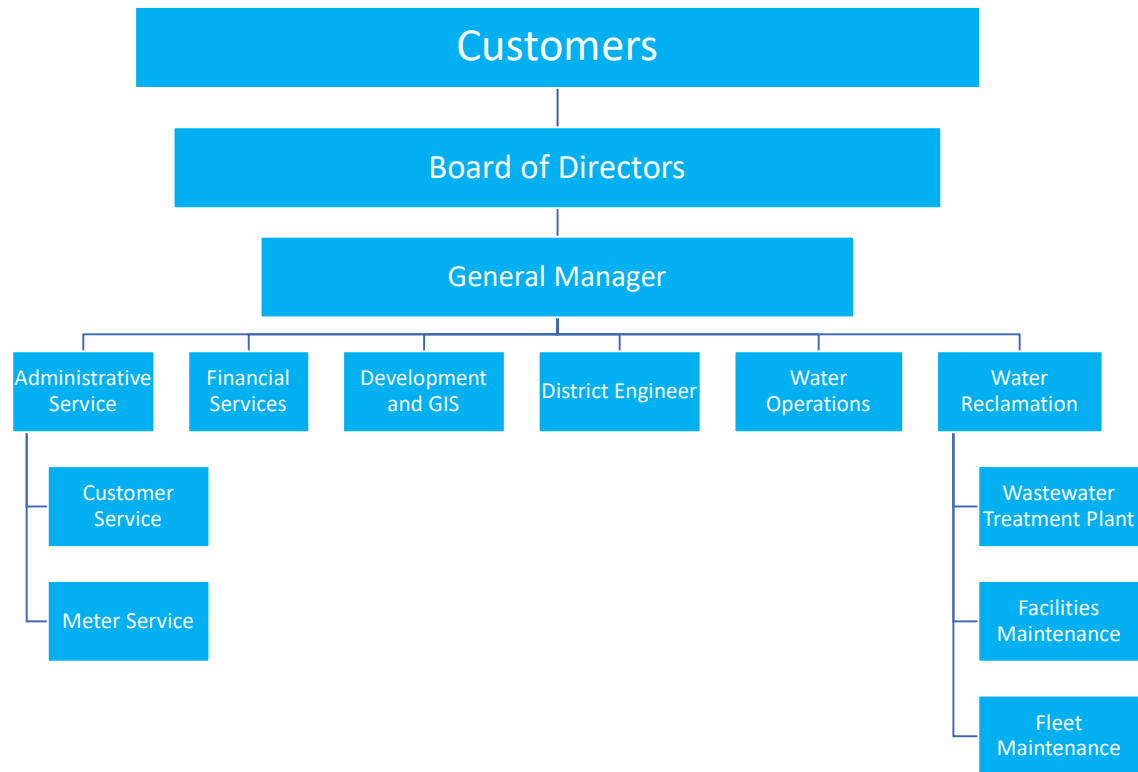 Customers
Board of Directors
General Manager
Administrative
Service
Financial
Services
Development
and GIS
District Engineer
Water
Operations
Water
Reclamation
Customer
Service
Meter Service
Wastewater
Treatment Plant
Facilities
Maintenance
Fleet
Maintenance